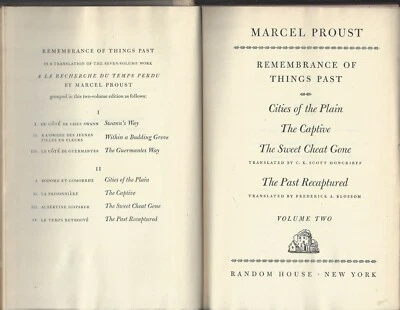 REMEMBRANCE OF THINGS PAST
IS A TRANSLATION OF THE SEVEN-VOLUME WORK
A LA RECHERCHE DU TEMPS PERDU
BY MARCEL PROUST
grouped in this two-volume edition as follows:
I
I. DU CÔTÉ DE CHEZ SWANN Swann's Way
II. A L'OMBRE DES JEUNES
FILLES EN FLEURS Within a Budding Grove
III. LE CÔTÉ DE GUERMANTES The Guermantes Way
II
I. SODOME ET GOMORRHE Cities of the Plain
II. LA PRISONNIÈRE The Captive
III. ALBERTINE DISPARUE The Sweet Cheat Gone
IV. LE TEMPS RETROUVÉ The Past Recaptured
MARCEL PROUST
REMEMBRANCE OF
THINGS PAST
Cities of the Plain
The Captive
The Sweet Cheat Gone
TRANSLATED BY C. K. SCOTT MONCRIEFF
The Past Recaptured
TRANSLATED BY FREDERICK A. BLOSSOM
VOLUME TWO
RANDOM HOUSE · NEW YORK